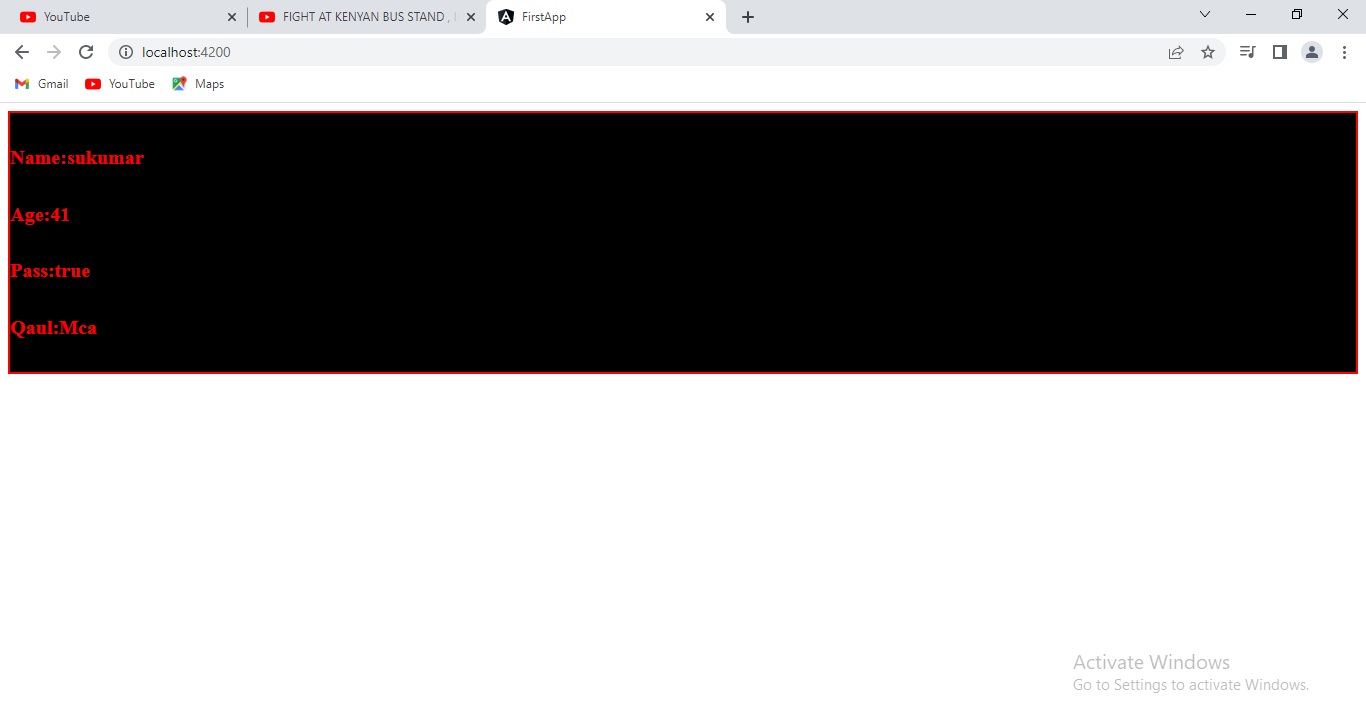 YouTube
FIGHT AT KENYAN BUS STAND ,
FirstApp
localhost:4200
Gmail
YouTube
Maps
Name:sukumar
Age:41
Pass:true
Qaul:Mca
Activate Windows
Go to Settings to activate Windows.